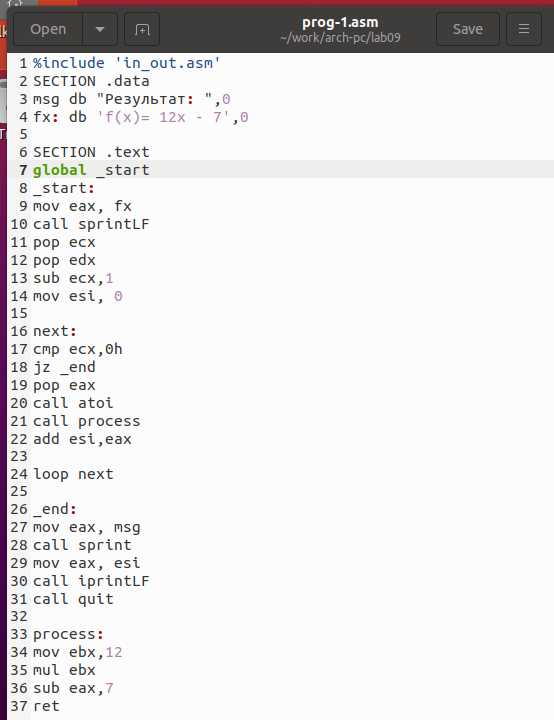 Open
prog-1.asm
~/work/arch-pc/lab09
Save
1 %include 'in_out.asm'
2 SECTION .data
3 msg db "Результат: ",0
4 fx: db 'f(x)= 12x - 7',0
5
6 SECTION .text
7 global _start
8 _start:
9 mov eax, fx
10 call sprintLF
11 pop ecx
12 pop edx
13 sub ecx,1
14 mov esi, 0
15
16 next:
17 cmp ecx,0h
18 jz _end
19 pop eax
20 call atoi
21 call process
22 add esi,eax
23
24 loop next
25
26 _end:
27 mov eax, msg
28 call sprint
29 mov eax, esi
30 call iprintLF
31 call quit
32
33 process:
34 mov ebx,12
35 mul ebx
36 sub eax,7
37 ret